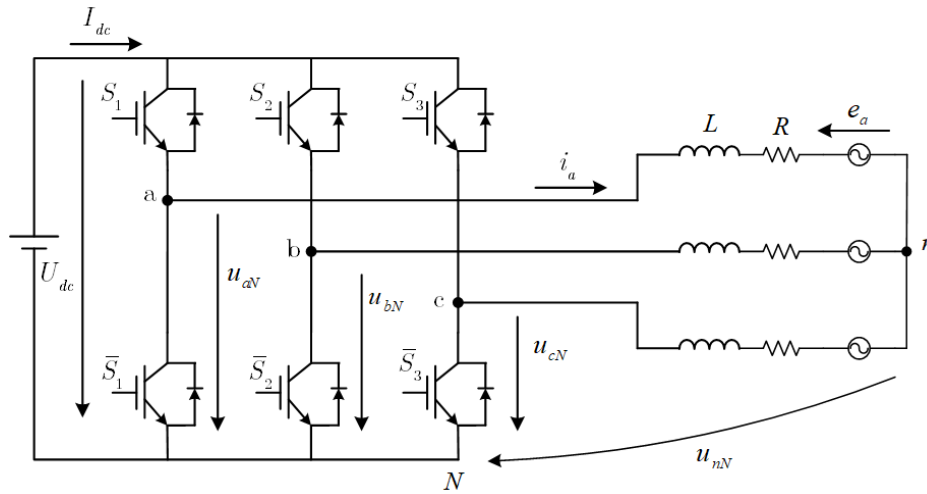 I_dc
S_1 S_2 S_3
L R e_a
i_a
a
b
c
n
U_dc
u_aN
u_bN
u_cN
S̅_1 S̅_2 S̅_3
N
u_nN